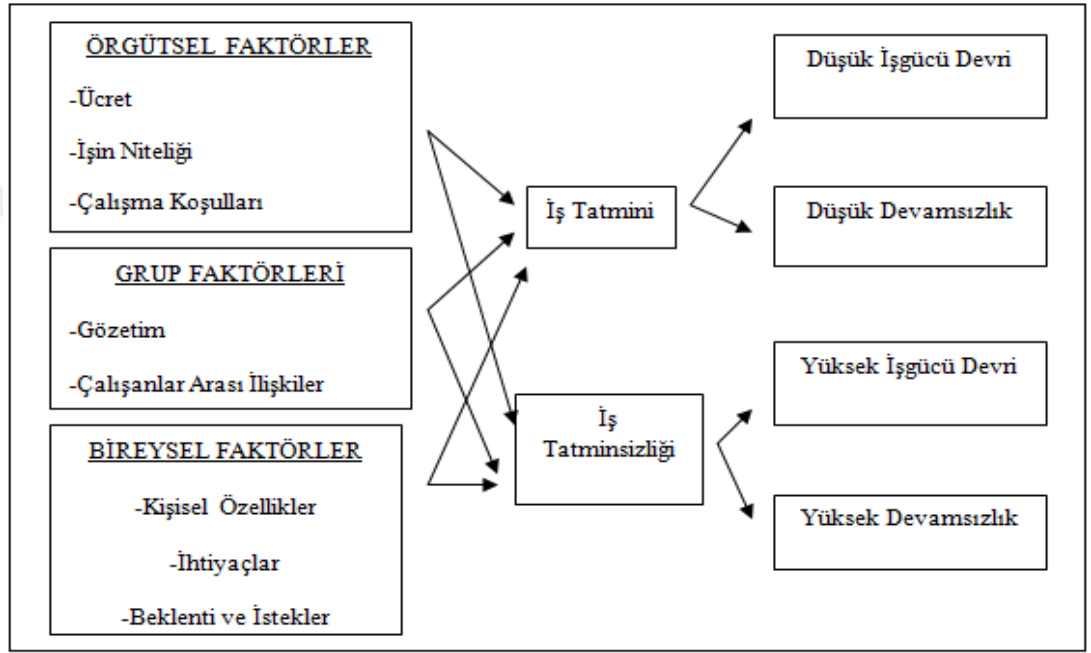 ÖRGÜTSEL FAKTÖRLER
-Ücret
-İşin Niteliği
-Çalışma Koşulları
GRUP FAKTÖRLERİ
-Gözetim
-Çalışanlar Arası İlişkiler
BİREYSEL FAKTÖRLER
-Kişisel Özellikler
-İhtiyaçlar
-Beklenti ve İstekler
İş Tatmini
İş
Tatminsizliği
Düşük İşgücü Devri
Düşük Devamsızlık
Yüksek İşgücü Devri
Yüksek Devamsızlık